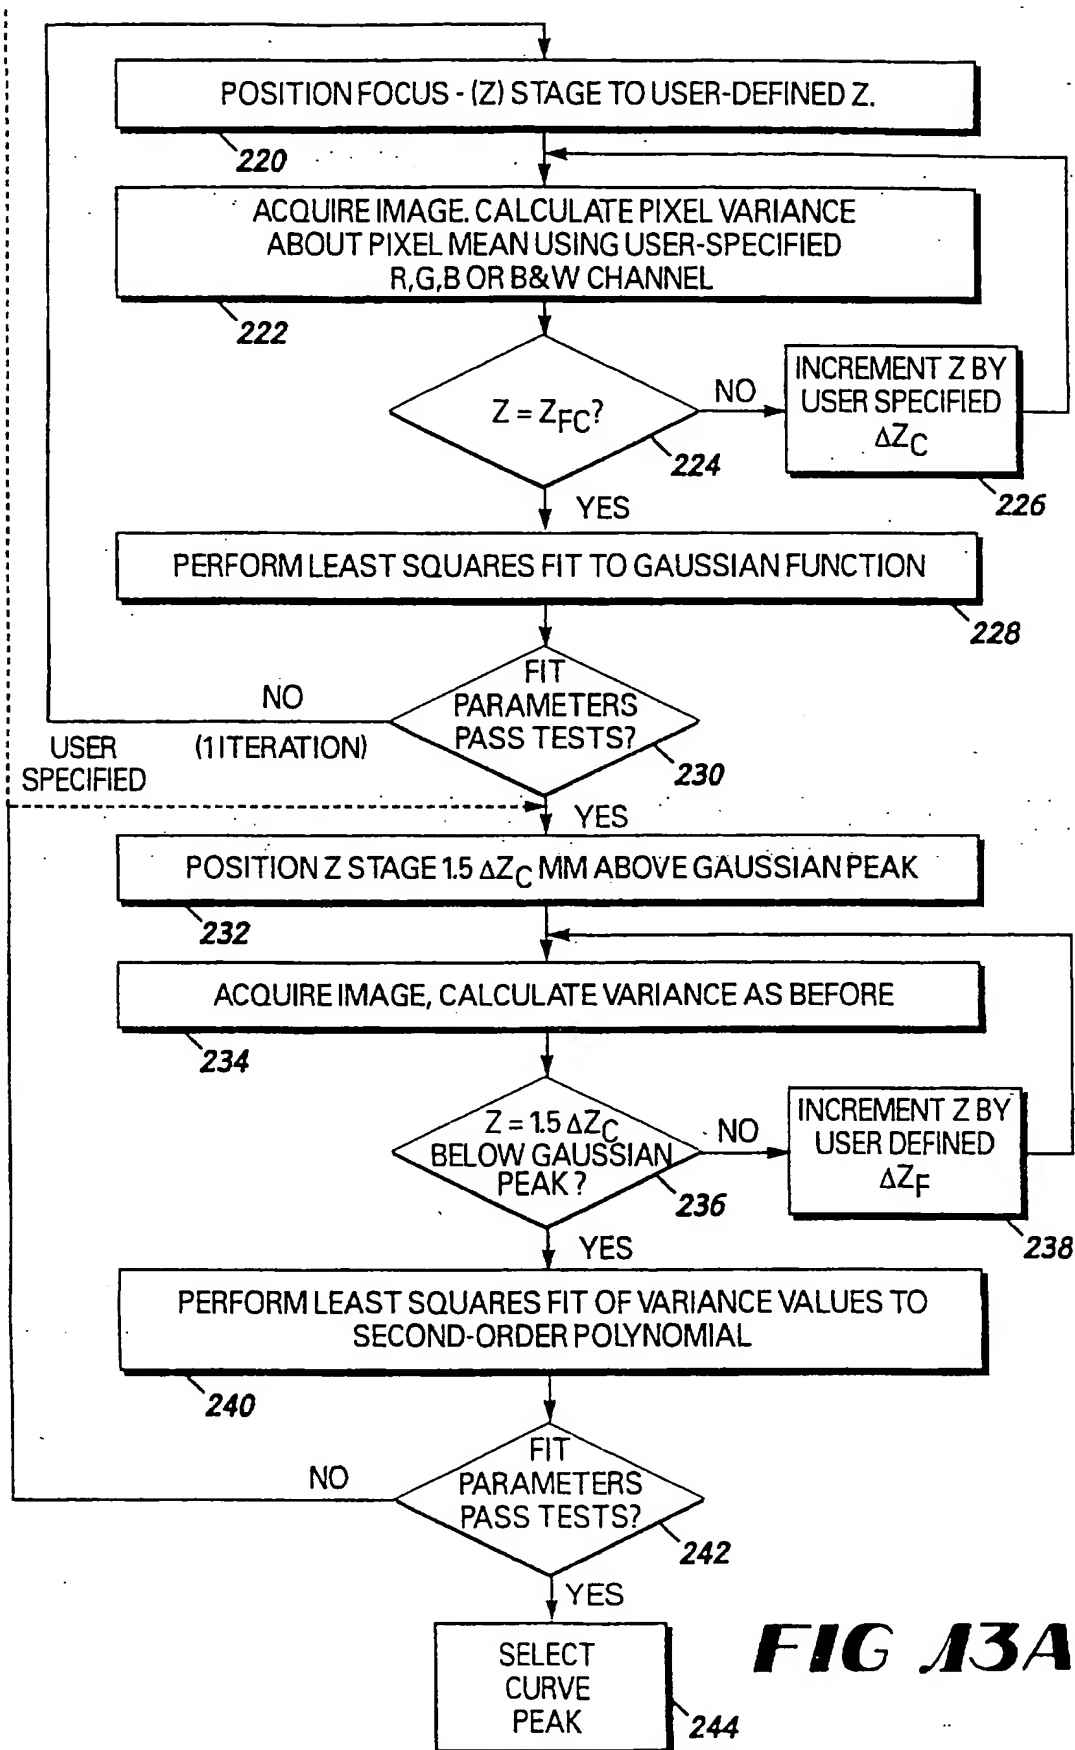 POSITION FOCUS - (Z) STAGE TO USER-DEFINED Z.
220
ACQUIRE IMAGE. CALCULATE PIXEL VARIANCE
ABOUT PIXEL MEAN USING USER-SPECIFIED
R,G,B OR B&W CHANNEL
222
Z = Z_FC?
224
NO
INCREMENT Z BY
USER SPECIFIED
ΔZ_C
226
YES
PERFORM LEAST SQUARES FIT TO GAUSSIAN FUNCTION
228
FIT
PARAMETERS
PASS TESTS?
230
NO
(1 ITERATION)
USER
SPECIFIED
YES
POSITION Z STAGE 1.5 ΔZ_C MM ABOVE GAUSSIAN PEAK
232
ACQUIRE IMAGE, CALCULATE VARIANCE AS BEFORE
234
Z = 1.5 ΔZ_C
BELOW GAUSSIAN
PEAK?
236
NO
INCREMENT Z BY
USER DEFINED
ΔZ_F
238
YES
PERFORM LEAST SQUARES FIT OF VARIANCE VALUES TO
SECOND-ORDER POLYNOMIAL
240
FIT
PARAMETERS
PASS TESTS?
242
NO
YES
SELECT
CURVE
PEAK
244
FIG 13A